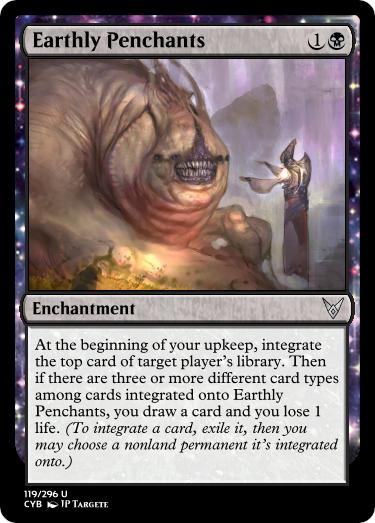 Earthly Penchants 1
Enchantment
At the beginning of your upkeep, integrate
the top card of target player's library. Then
if there are three or more different card types
among cards integrated onto Earthly
Penchants, you draw a card and you lose 1
life. (To integrate a card, exile it, then you
may choose a nonland permanent it's integrated
onto.)
119/296 U
CYB JP Targete